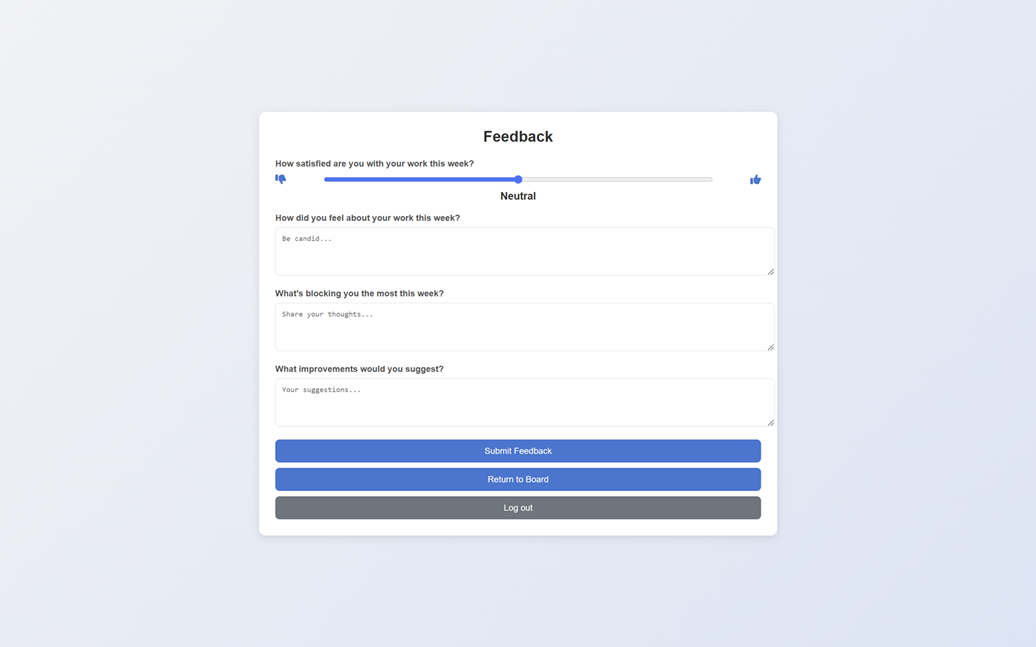 Feedback
How satisfied are you with your work this week?
Neutral
How did you feel about your work this week?
Be candid...
What's blocking you the most this week?
Share your thoughts...
What improvements would you suggest?
Your suggestions...
Submit Feedback
Return to Board
Log out